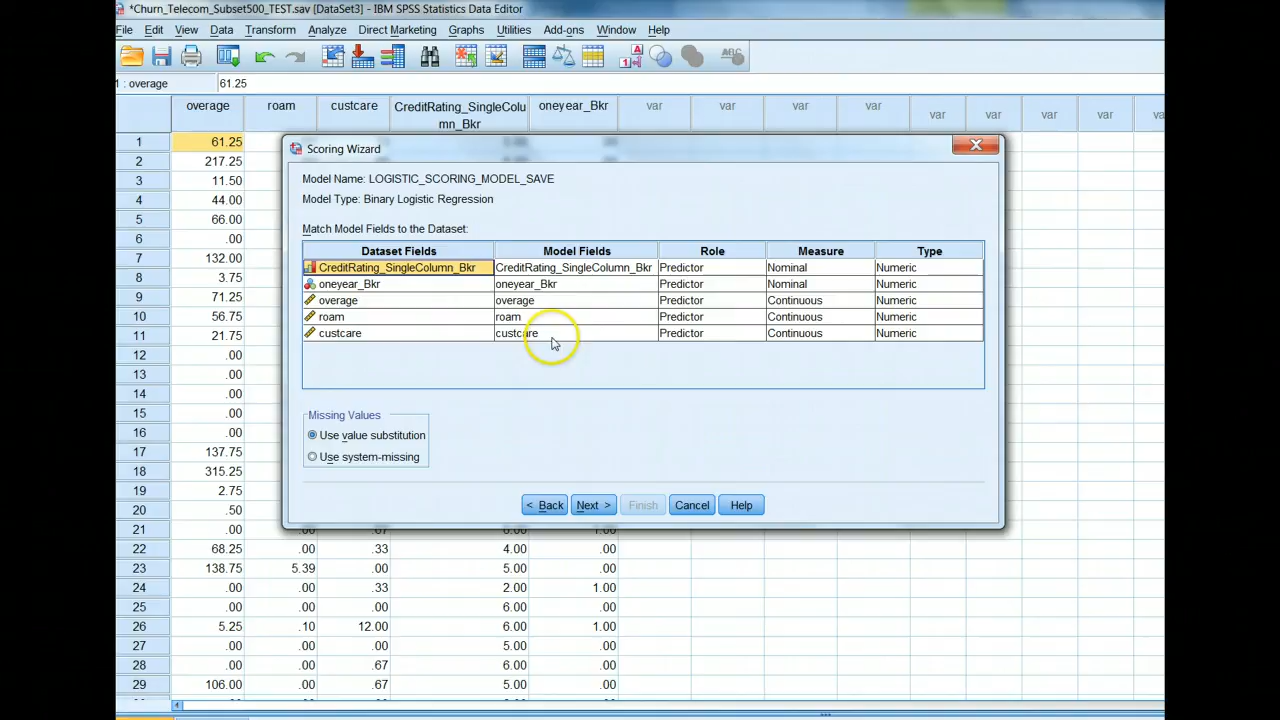 *Churn_Telecom_Subset500_TEST.sav [DataSet3] - IBM SPSS Statistics Data Editor
File Edit View Data Transform Analyze Direct Marketing Graphs Utilities Add-ons Window Help
1 : overage 61.25
overage roam custcare CreditRating_SingleColu oneyear_Bkr var var var var var var var va
mn_Bkr
1 61.25
2 217.25
3 11.50
4 44.00
5 66.00
6 .00
7 132.00
8 3.75
9 71.25
10 56.75
11 21.75
12 .00
13 .00
14 .00
15 .00
16 .00
17 137.75
18 315.25
19 2.75
20 .50
21 .00 .00 .67 6.00 1.00
22 68.25 .00 .33 4.00 .00
23 138.75 5.39 .00 5.00 .00
24 .00 .00 .33 2.00 1.00
25 .00 .00 .00 6.00 .00
26 5.25 .10 12.00 6.00 1.00
27 .00 .00 .00 5.00 .00
28 .00 .00 .67 6.00 .00
29 106.00 .00 .67 5.00 .00
Scoring Wizard
Model Name: LOGISTIC_SCORING_MODEL_SAVE
Model Type: Binary Logistic Regression
Match Model Fields to the Dataset:
Dataset Fields Model Fields Role Measure Type
CreditRating_SingleColumn_Bkr CreditRating_SingleColumn_Bkr Predictor Nominal Numeric
oneyear_Bkr oneyear_Bkr Predictor Nominal Numeric
overage overage Predictor Continuous Numeric
roam roam Predictor Continuous Numeric
custcare custcare Predictor Continuous Numeric
Missing Values
Use value substitution
Use system-missing
< Back Next > Finish Cancel Help